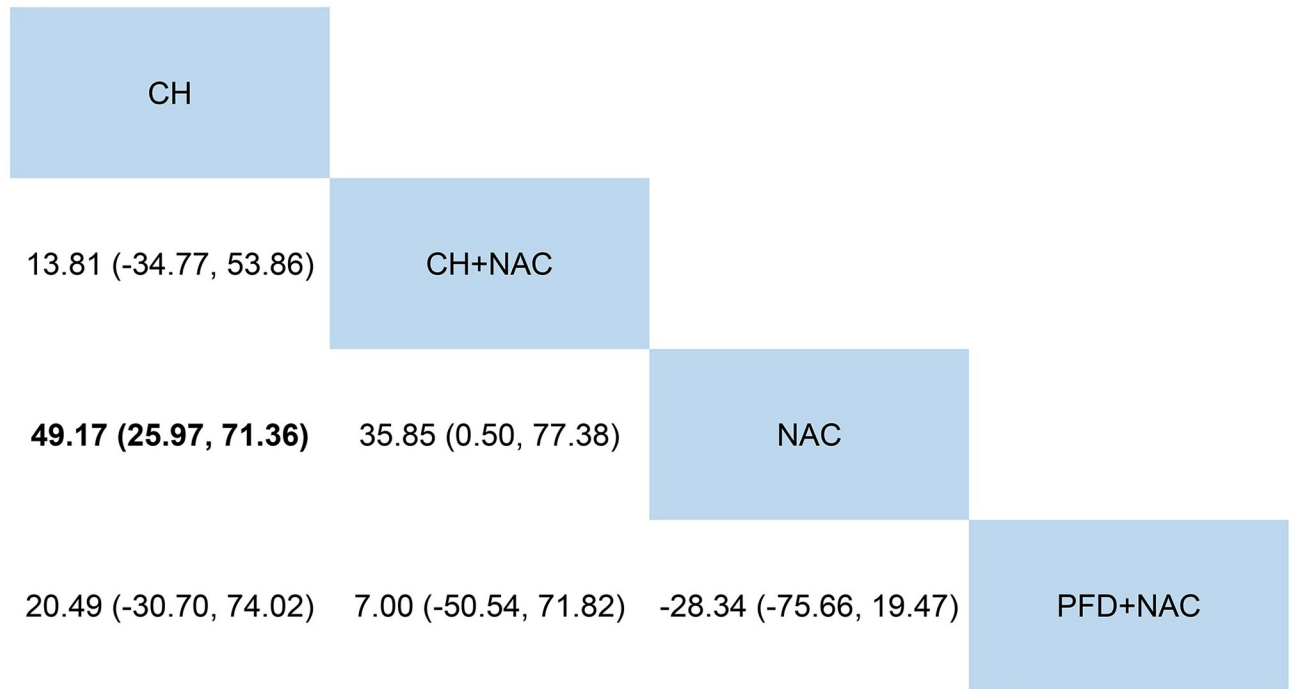 CH
13.81 (-34.77, 53.86) CH+NAC
49.17 (25.97, 71.36) 35.85 (0.50, 77.38) NAC
20.49 (-30.70, 74.02) 7.00 (-50.54, 71.82) -28.34 (-75.66, 19.47) PFD+NAC